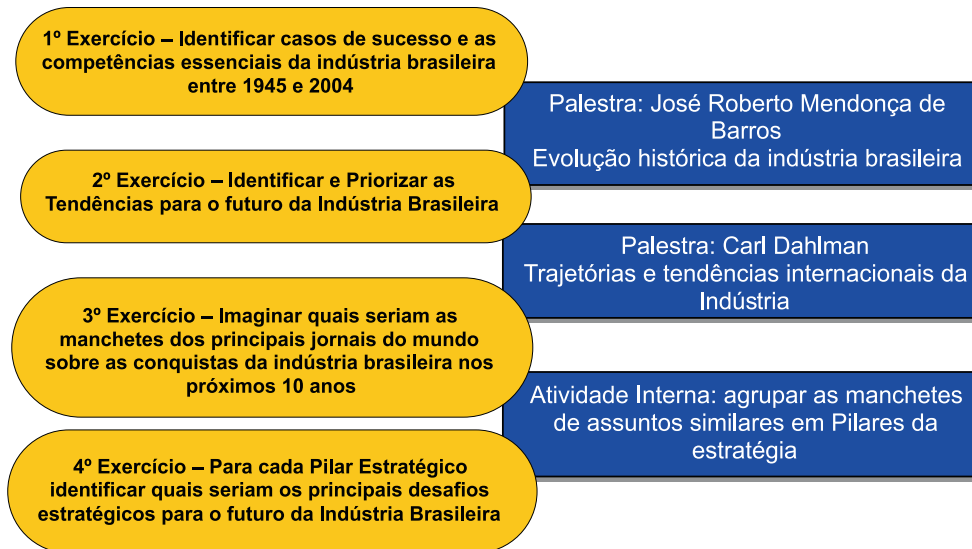 1º Exercício – Identificar casos de sucesso e as
competências essenciais da indústria brasileira
entre 1945 e 2004
Palestra: José Roberto Mendonça de
Barros
Evolução histórica da indústria brasileira
2º Exercício – Identificar e Priorizar as
Tendências para o futuro da Indústria Brasileira
Palestra: Carl Dahlman
Trajetórias e tendências internacionais da
Indústria
3º Exercício – Imaginar quais seriam as
manchetes dos principais jornais do mundo
sobre as conquistas da indústria brasileira nos
próximos 10 anos
Atividade Interna: agrupar as manchetes
de assuntos similares em Pilares da
estratégia
4º Exercício – Para cada Pilar Estratégico
identificar quais seriam os principais desafios
estratégicos para o futuro da Indústria Brasileira